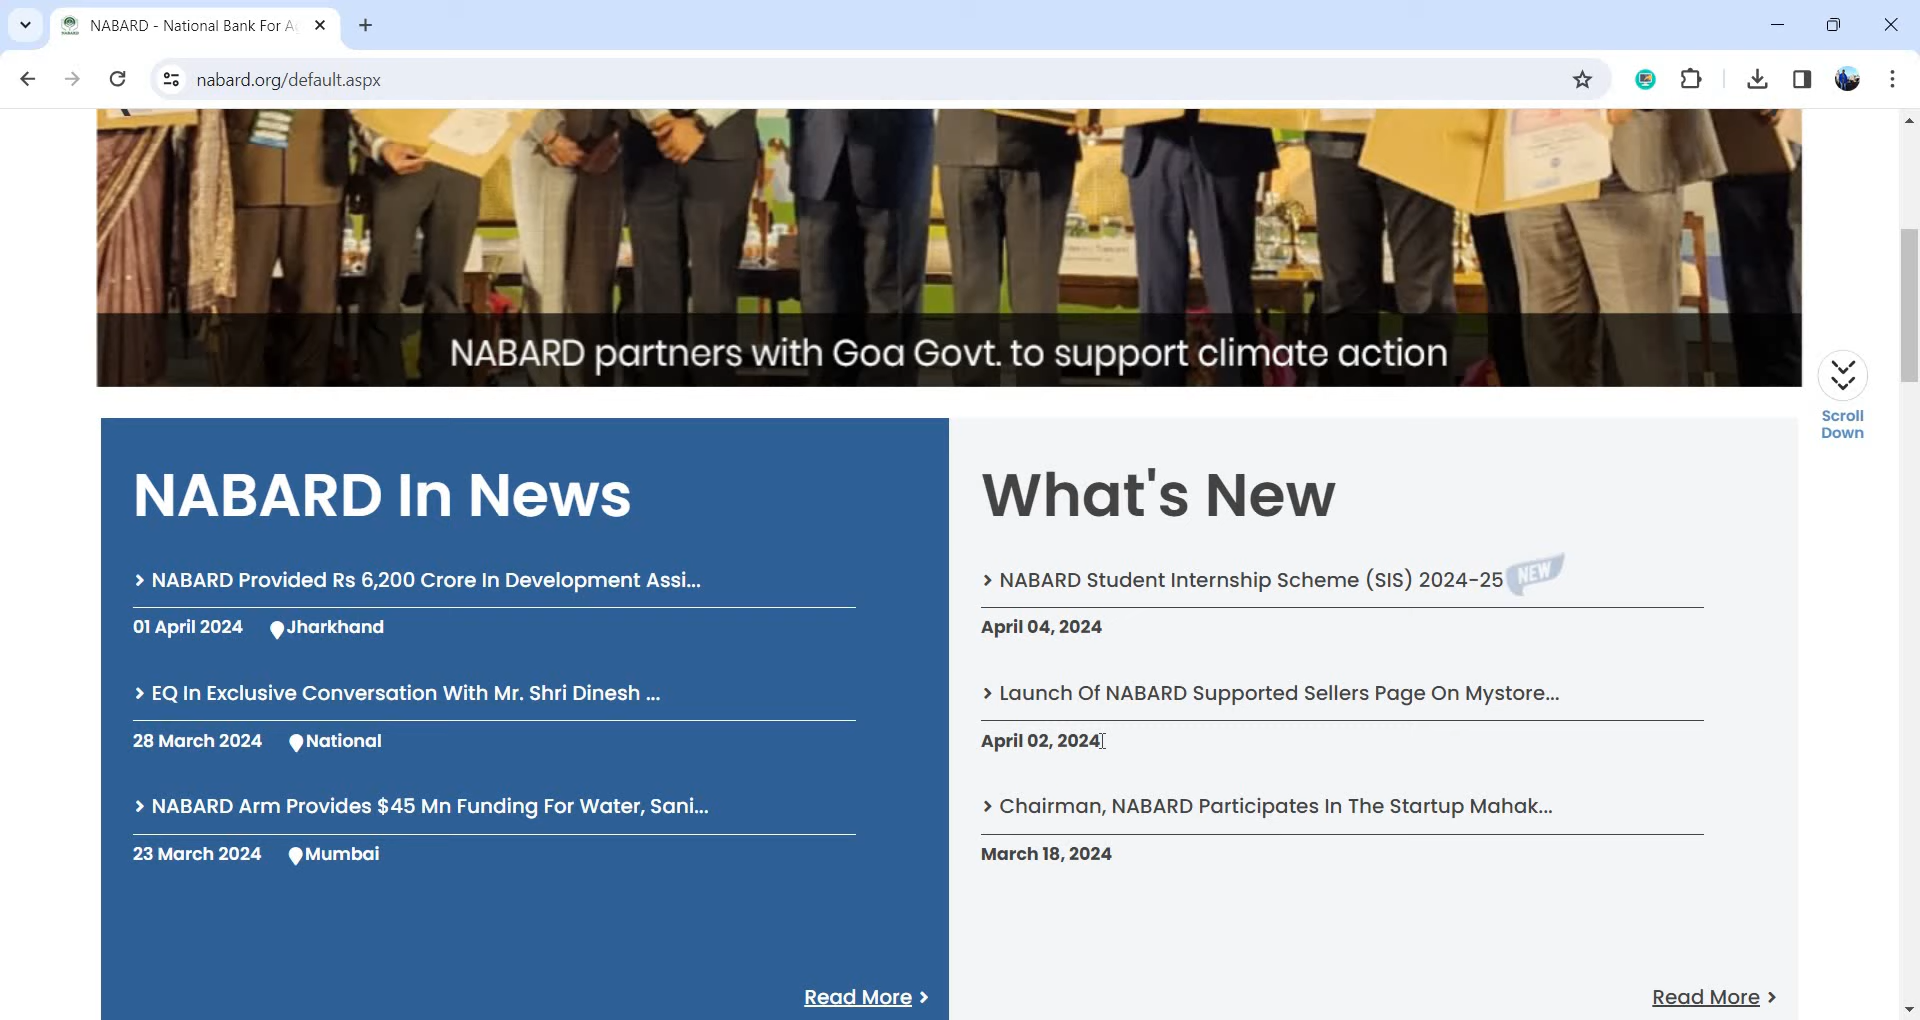 NABARD - National Bank For A
nabard.org/default.aspx
NABARD partners with Goa Govt. to support climate action
Scroll
Down
NABARD In News
NABARD Provided Rs 6,200 Crore In Development Assi...
01 April 2024 Jharkhand
EQ In Exclusive Conversation With Mr. Shri Dinesh ...
28 March 2024 National
NABARD Arm Provides $45 Mn Funding For Water, Sani...
23 March 2024 Mumbai
Read More
What's New
NABARD Student Internship Scheme (SIS) 2024-25 NEW
April 04, 2024
Launch Of NABARD Supported Sellers Page On Mystore...
April 02, 2024
Chairman, NABARD Participates In The Startup Mahak...
March 18, 2024
Read More